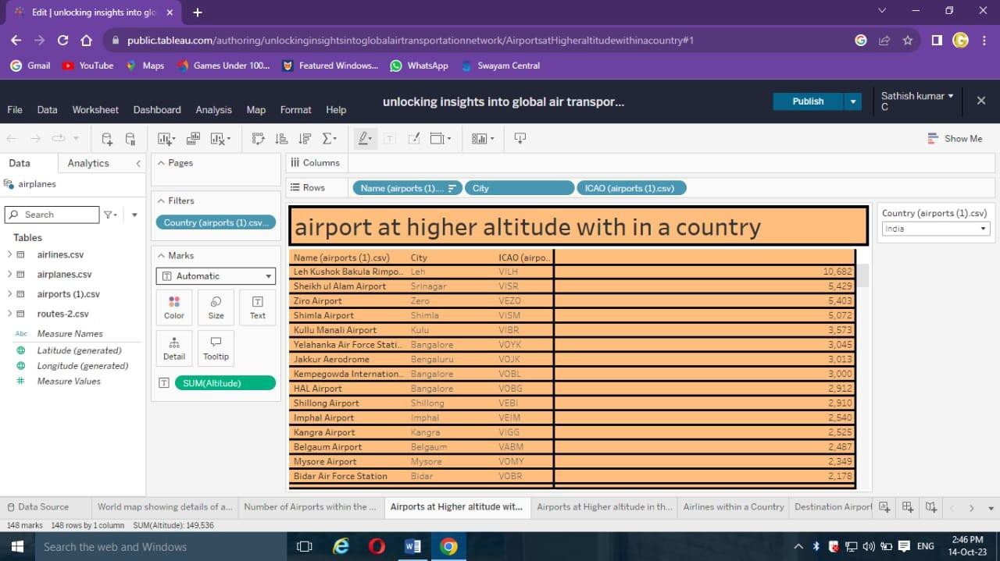 Edit | unlocking insights into glo
public.tableau.com/authoring/unlockinginsightsintoglobalairtransportationnetwork/AirportsatHigheraltitudewithinacountry#1
Gmail YouTube Maps Games Under 100... Featured Windows... WhatsApp Swayam Central
unlocking insights into global air transpor...
Publish
Sathish kumar
C
File Data Worksheet Dashboard Analysis Map Format Help
Show Me
Data Analytics
Pages
Columns
airplanes
Rows Name (airports (1).... City ICAO (airports (1).csv)
Filters
Search
Country (airports (1).csv...
Tables
airlines.csv
airplanes.csv
airports (1).csv
routes-2.csv
Abc Measure Names
Latitude (generated)
Longitude (generated)
Measure Values
Marks
Automatic
Color Size Text
Detail Tooltip
SUM(Altitude)
airport at higher altitude with in a country
Country (airports (1).csv)
India
Name (airports (1).csv) City ICAO (airpo..
Leh Kushok Bakula Rimpo.. Leh VILH 10,682
Sheikh ul Alam Airport Srinagar VISR 5,429
Ziro Airport Zero VEZO 5,403
Shimla Airport Shimla VISM 5,072
Kullu Manali Airport Kulu VIBR 3,573
Yelahanka Air Force Stati.. Bangalore VOYK 3,045
Jakkur Aerodrome Bengaluru VOJK 3,013
Kempegowda Internation.. Bangalore VOBL 3,000
HAL Airport Bangalore VOBG 2,912
Shillong Airport Shillong VEBI 2,910
Imphal Airport Imphal VEIM 2,540
Kangra Airport Kangra VIGG 2,525
Belgaum Airport Belgaum VABM 2,487
Mysore Airport Mysore VOMY 2,349
Bidar Air Force Station Bidar VOBR 2,178
Data Source World map showing details of a... Number of Airports within the ... Airports at Higher altitude wit... Airports at Higher altitude in th... Airlines within a Country Destination Airport
148 marks 148 rows by 1 column SUM(Altitude): 149,536
Search the web and Windows
ENG
2:46 PM
14-Oct-23